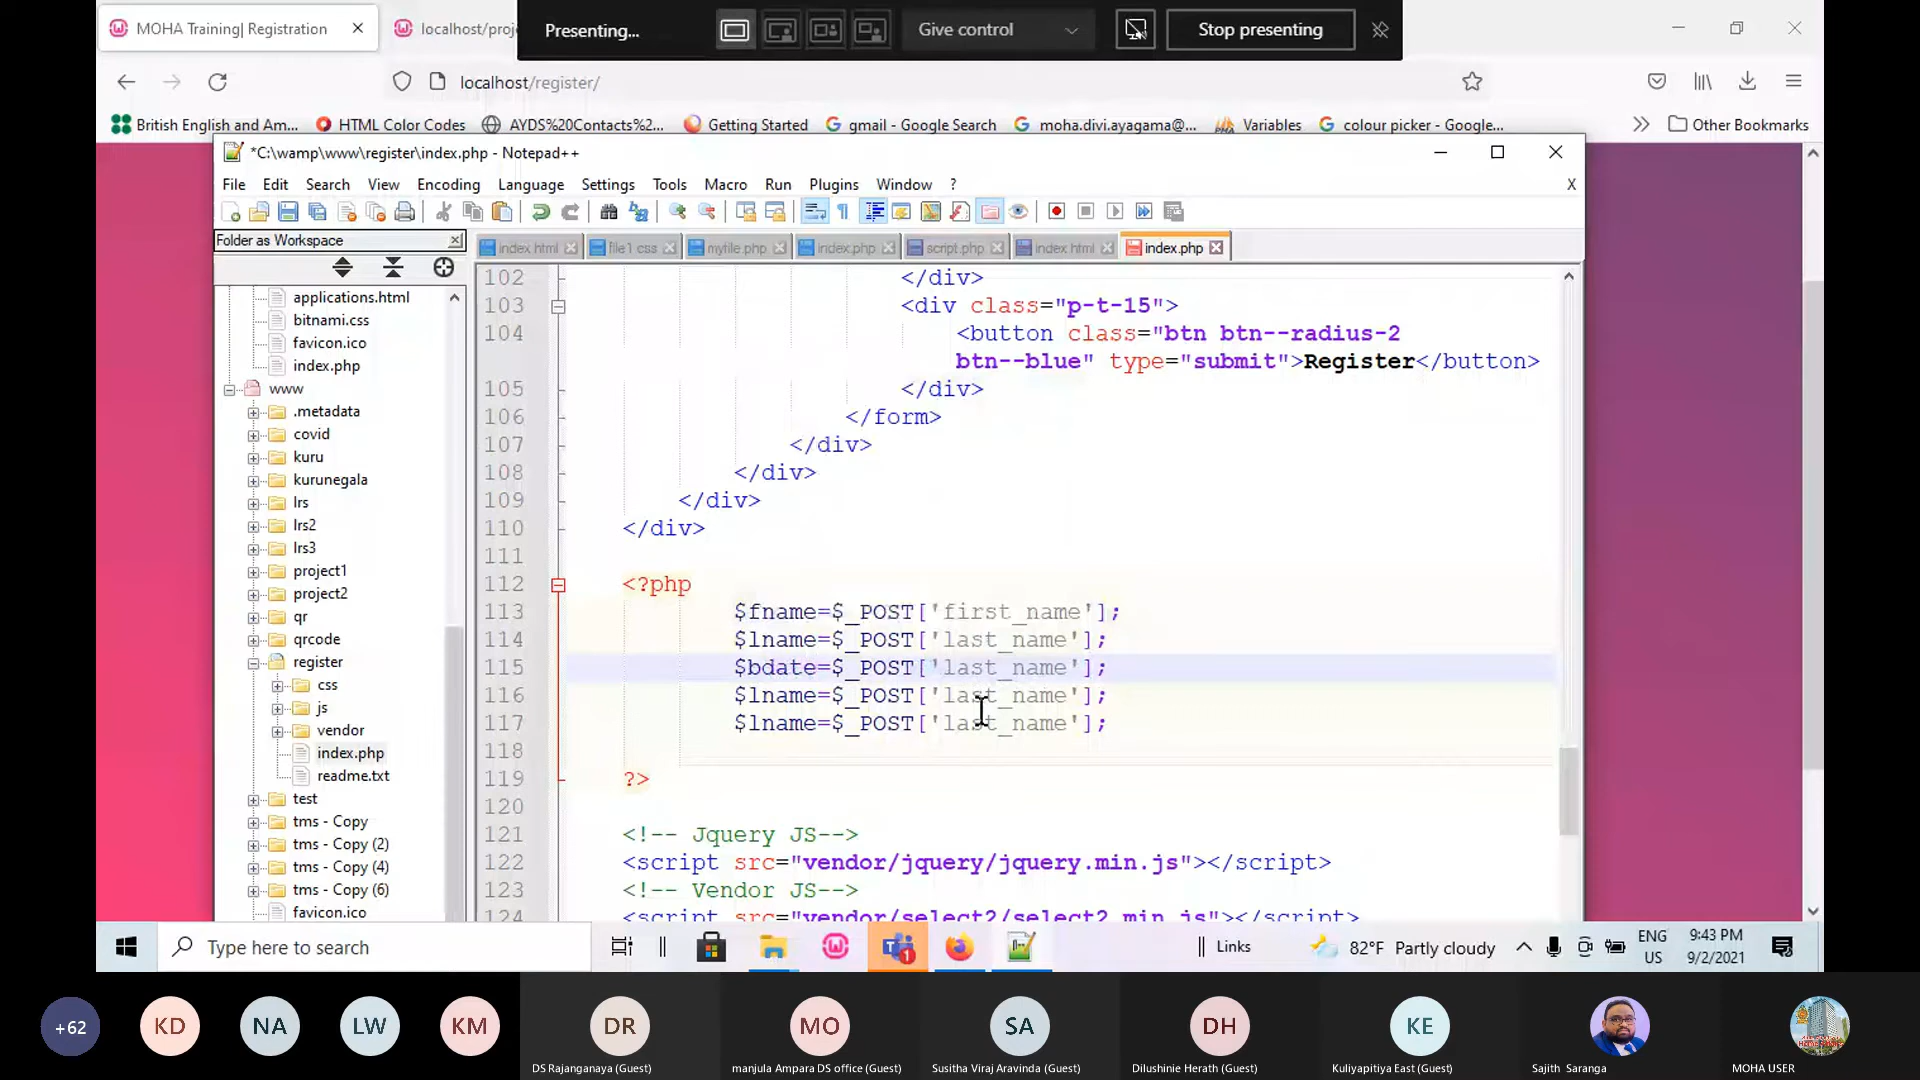 MOHA Training| Registration
localhost/proj
Presenting...
Give control
Stop presenting
localhost/register/
British English and Am...
HTML Color Codes
AYDS%20Contacts%2...
Getting Started
gmail - Google Search
moha.divi.ayagama@...
Variables
colour picker - Google...
Other Bookmarks
*C:\wamp\www\register\index.php - Notepad++
File Edit Search View Encoding Language Settings Tools Macro Run Plugins Window ? X
Folder as Workspace
index.html file1.css myfile.php index.php script.php index.html index.php
applications.html
bitnami.css
favicon.ico
index.php
www
.metadata
covid
kuru
kurunegala
lrs
lrs2
lrs3
project1
project2
qr
qrcode
register
css
js
vendor
index.php
readme.txt
test
tms - Copy
tms - Copy (2)
tms - Copy (4)
tms - Copy (6)
favicon.ico
102 </div>
103 <div class="p-t-15">
104 <button class="btn btn--radius-2
btn--blue" type="submit">Register</button>
105 </div>
106 </form>
107 </div>
108 </div>
109 </div>
110 </div>
111
112 <?php
113 $fname=$_POST['first_name'];
114 $lname=$_POST['last_name'];
115 $bdate=$_POST['last_name'];
116 $lname=$_POST['last_name'];
117 $lname=$_POST['last_name'];
118
119 ?>
120
121 <!-- Jquery JS-->
122 <script src="vendor/jquery/jquery.min.js"></script>
123 <!-- Vendor JS-->
124 <script src="vendor/select2/select2.min.js"></script>
Type here to search
1
Links
82°F Partly cloudy
ENG
US
9:43 PM
9/2/2021
+62 KD NA LW KM DR MO SA DH KE
DS Rajanganaya (Guest)
manjula Ampara DS office (Guest)
Susitha Viraj Aravinda (Guest)
Dilushinie Herath (Guest)
Kuliyapitiya East (Guest)
Sajith Saranga
MOHA USER